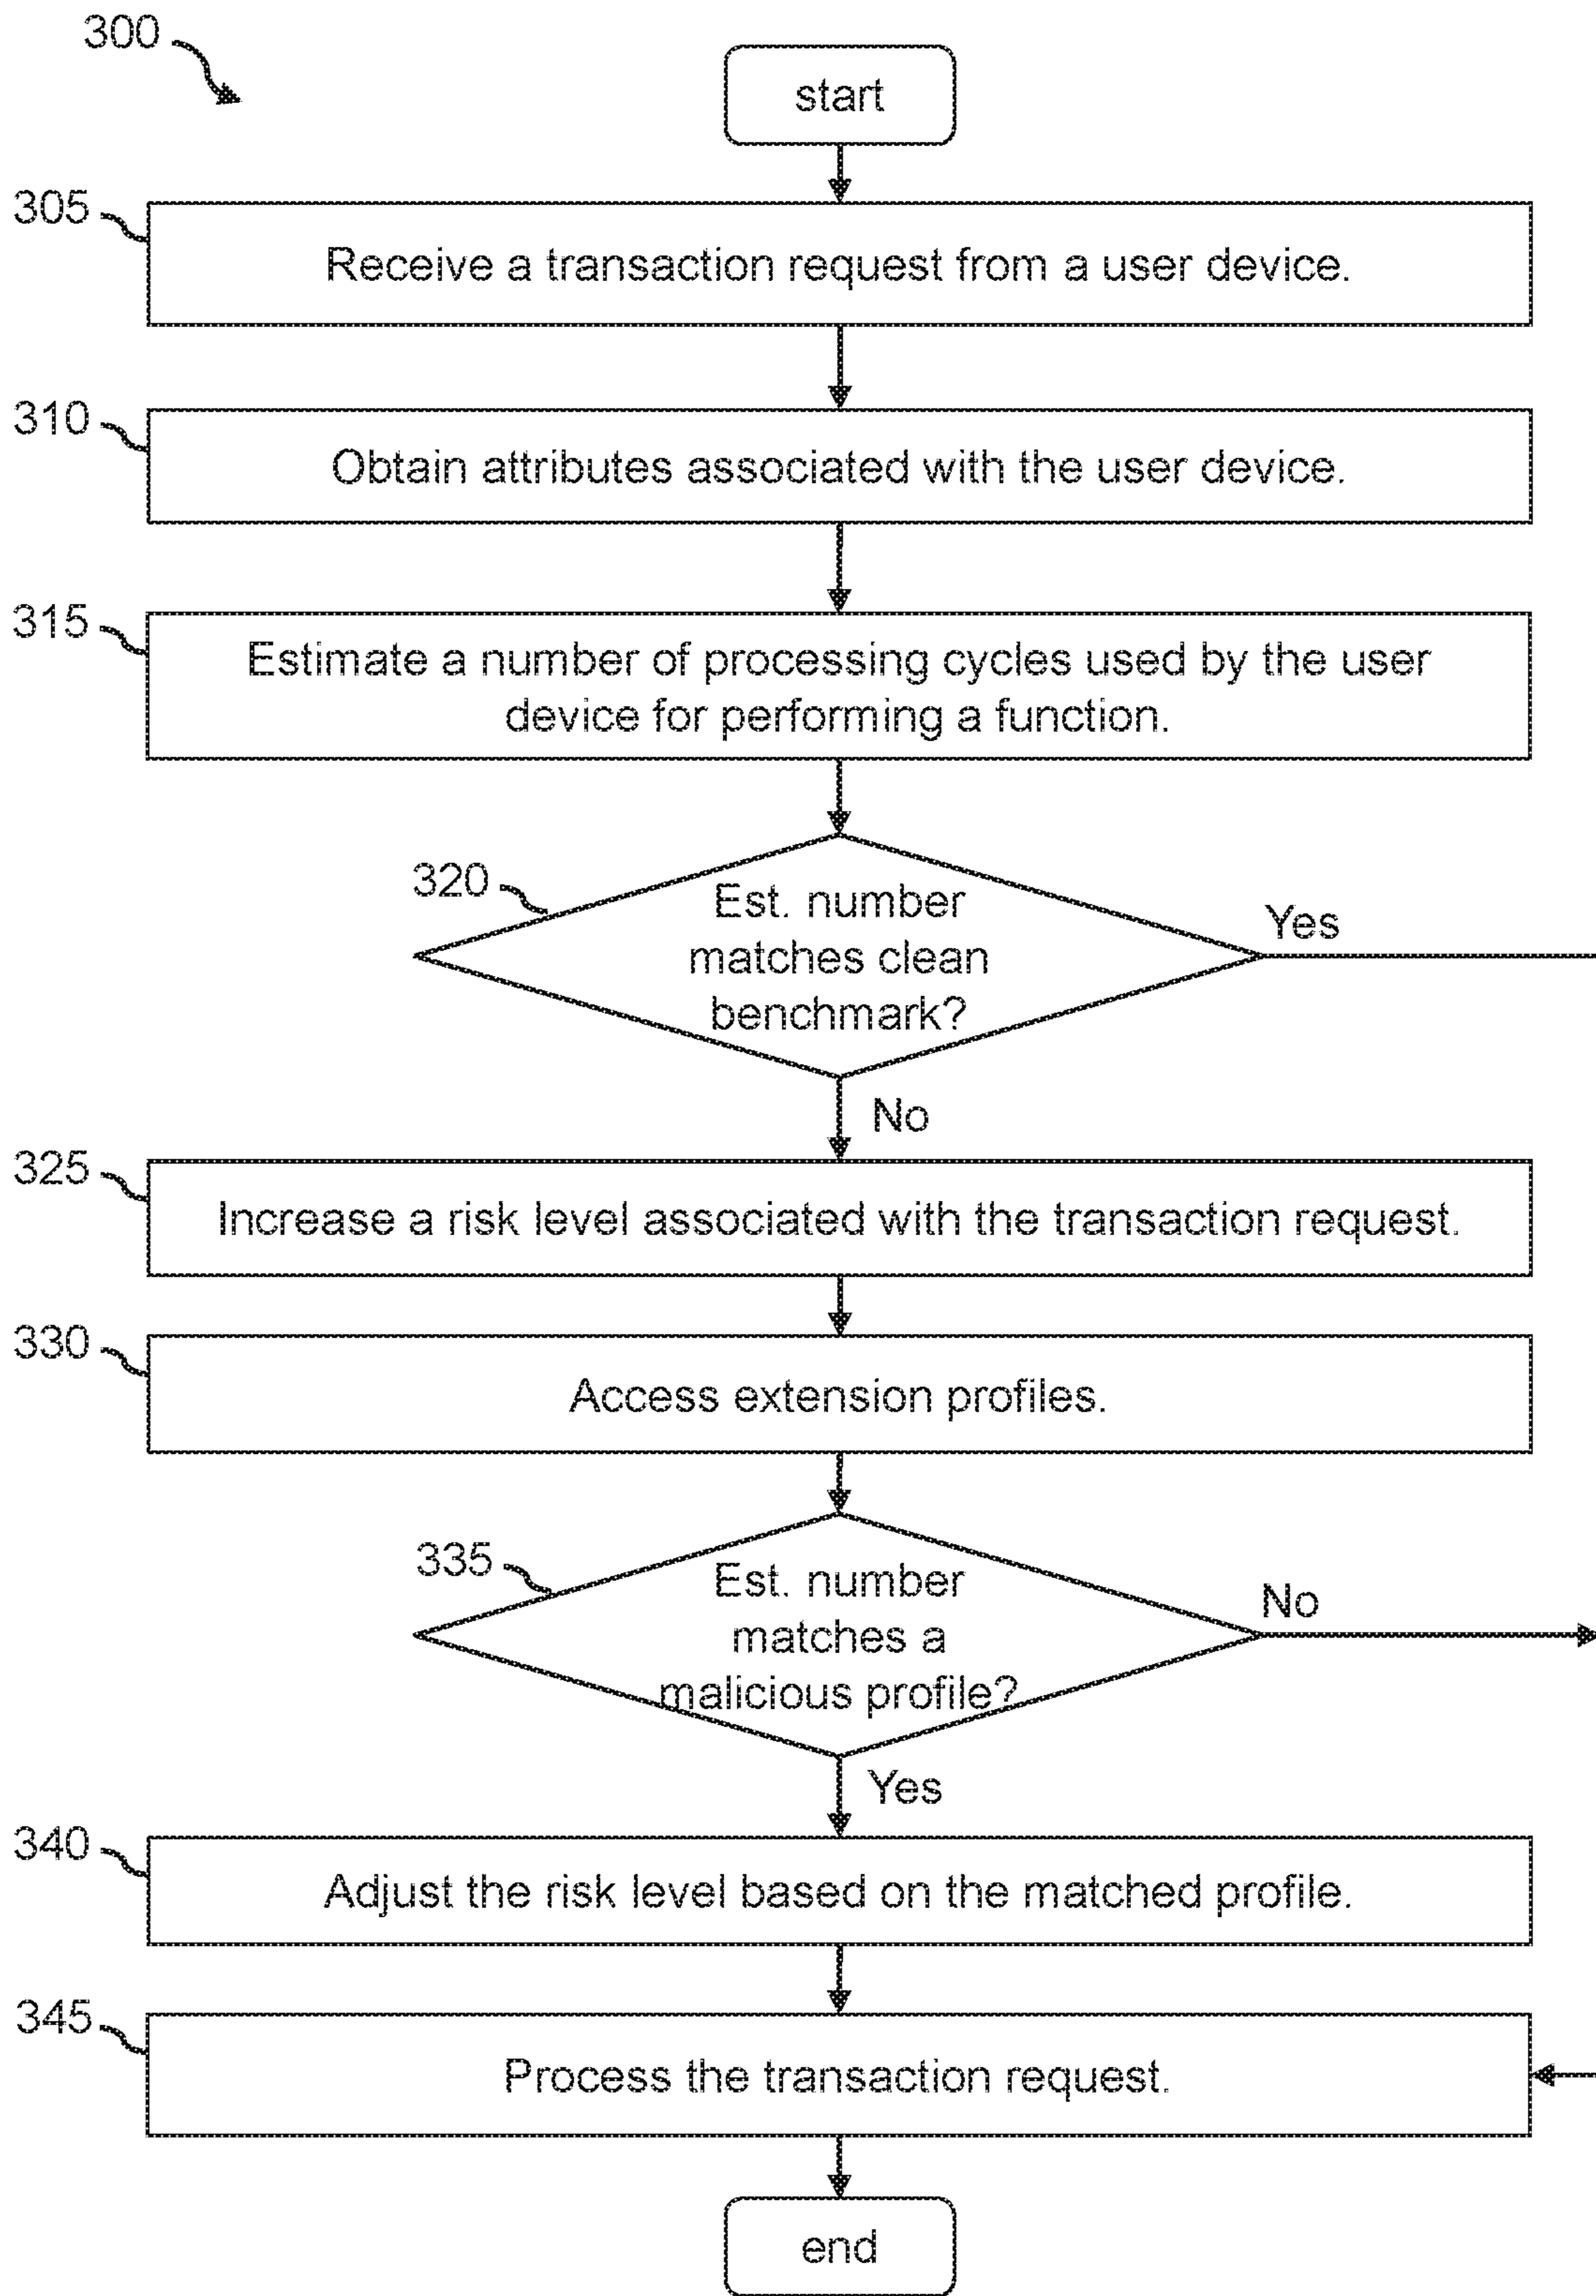 300
start
305
Receive a transaction request from a user device.
310
Obtain attributes associated with the user device.
315
Estimate a number of processing cycles used by the user
device for performing a function.
320
Est. number
matches clean
benchmark?
Yes
No
325
Increase a risk level associated with the transaction request.
330
Access extension profiles.
335
Est. number
matches a
malicious profile?
No
Yes
340
Adjust the risk level based on the matched profile.
345
Process the transaction request.
end